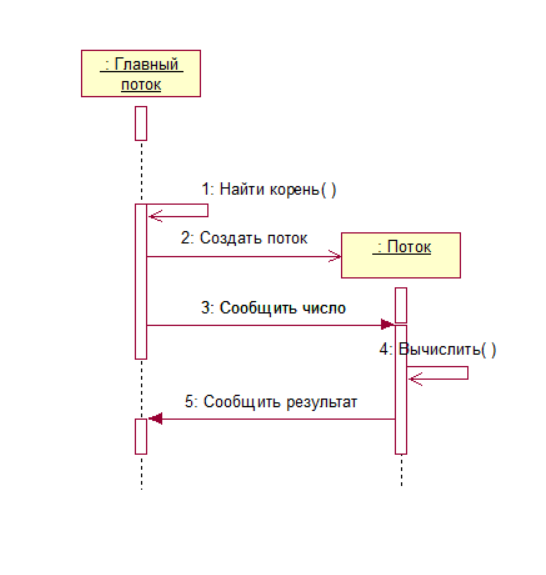 : Главный
поток
1: Найти корень( )
2: Создать поток
: Поток
3: Сообщить число
4: Вычислить( )
5: Сообщить результат